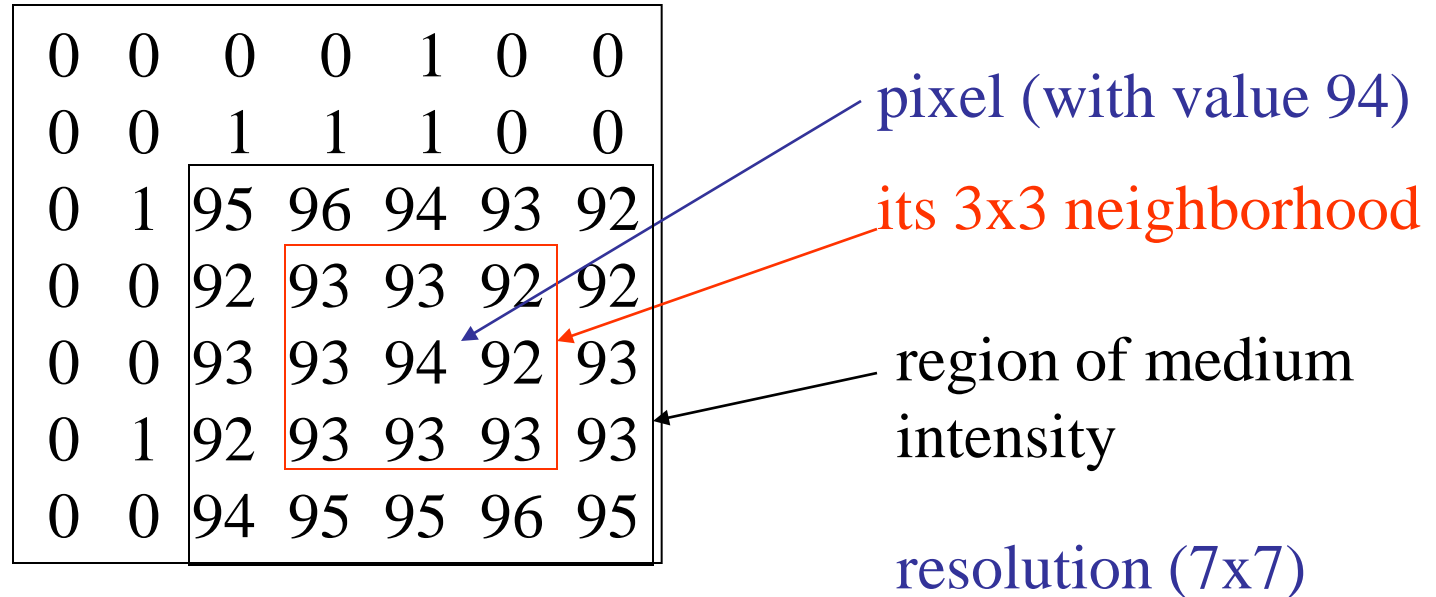 0 0 0 0 1 0 0
0 0 1 1 1 0 0
0 1 95 96 94 93 92
0 0 92 93 93 92 92
0 0 93 93 94 92 93
0 1 92 93 93 93 93
0 0 94 95 95 96 95
pixel (with value 94)
its 3x3 neighborhood
region of medium
intensity
resolution (7x7)